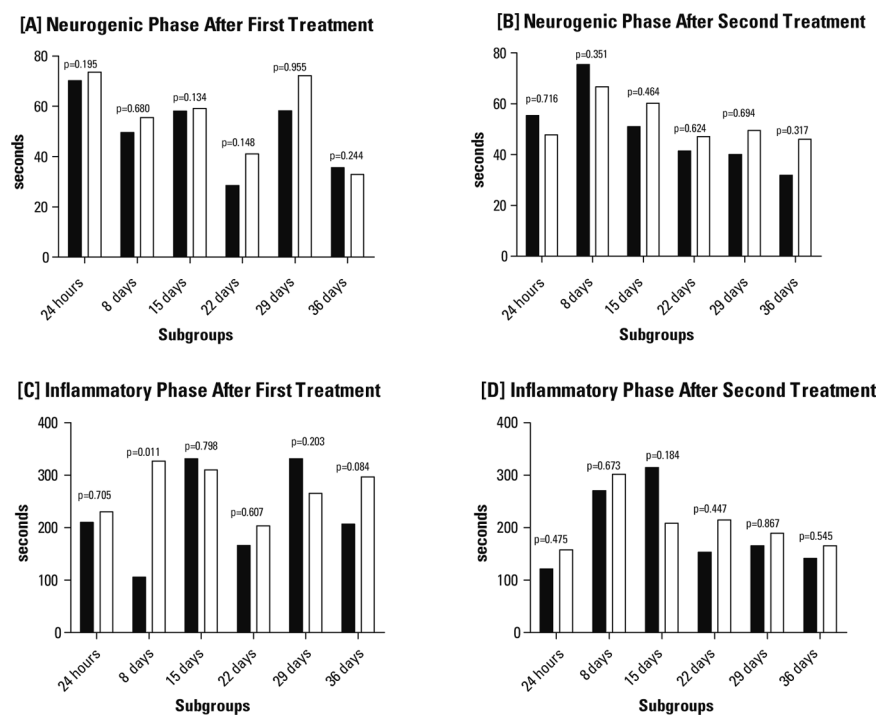 [A] Neurogenic Phase After First Treatment
80
60
40
20
0
seconds
p=0.195
p=0.680
p=0.134
p=0.148
p=0.955
p=0.244
24 hours
8 days
15 days
22 days
29 days
36 days
Subgroups
[B] Neurogenic Phase After Second Treatment
80
60
40
20
0
seconds
p=0.716
p=0.351
p=0.464
p=0.624
p=0.694
p=0.317
24 hours
8 days
15 days
22 days
29 days
36 days
Subgroups
[C] Inflammatory Phase After First Treatment
400
300
200
100
0
seconds
p=0.705
p=0.011
p=0.798
p=0.607
p=0.203
p=0.084
24 hours
8 days
15 days
22 days
29 days
36 days
Subgroups
[D] Inflammatory Phase After Second Treatment
400
300
200
100
0
seconds
p=0.475
p=0.673
p=0.184
p=0.447
p=0.867
p=0.545
24 hours
8 days
15 days
22 days
29 days
36 days
Subgroups